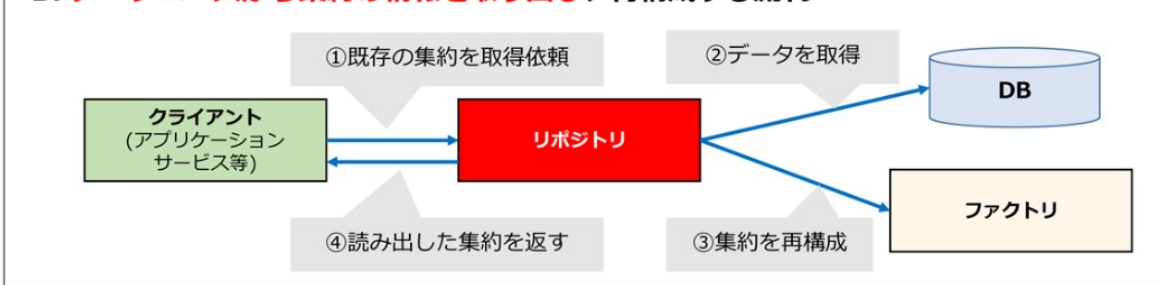 ①既存の集約を取得依頼
②データを取得
DB
クライアント
(アプリケーション
サービス等)
リポジトリ
ファクトリ
④読み出した集約を返す
③集約を再構成